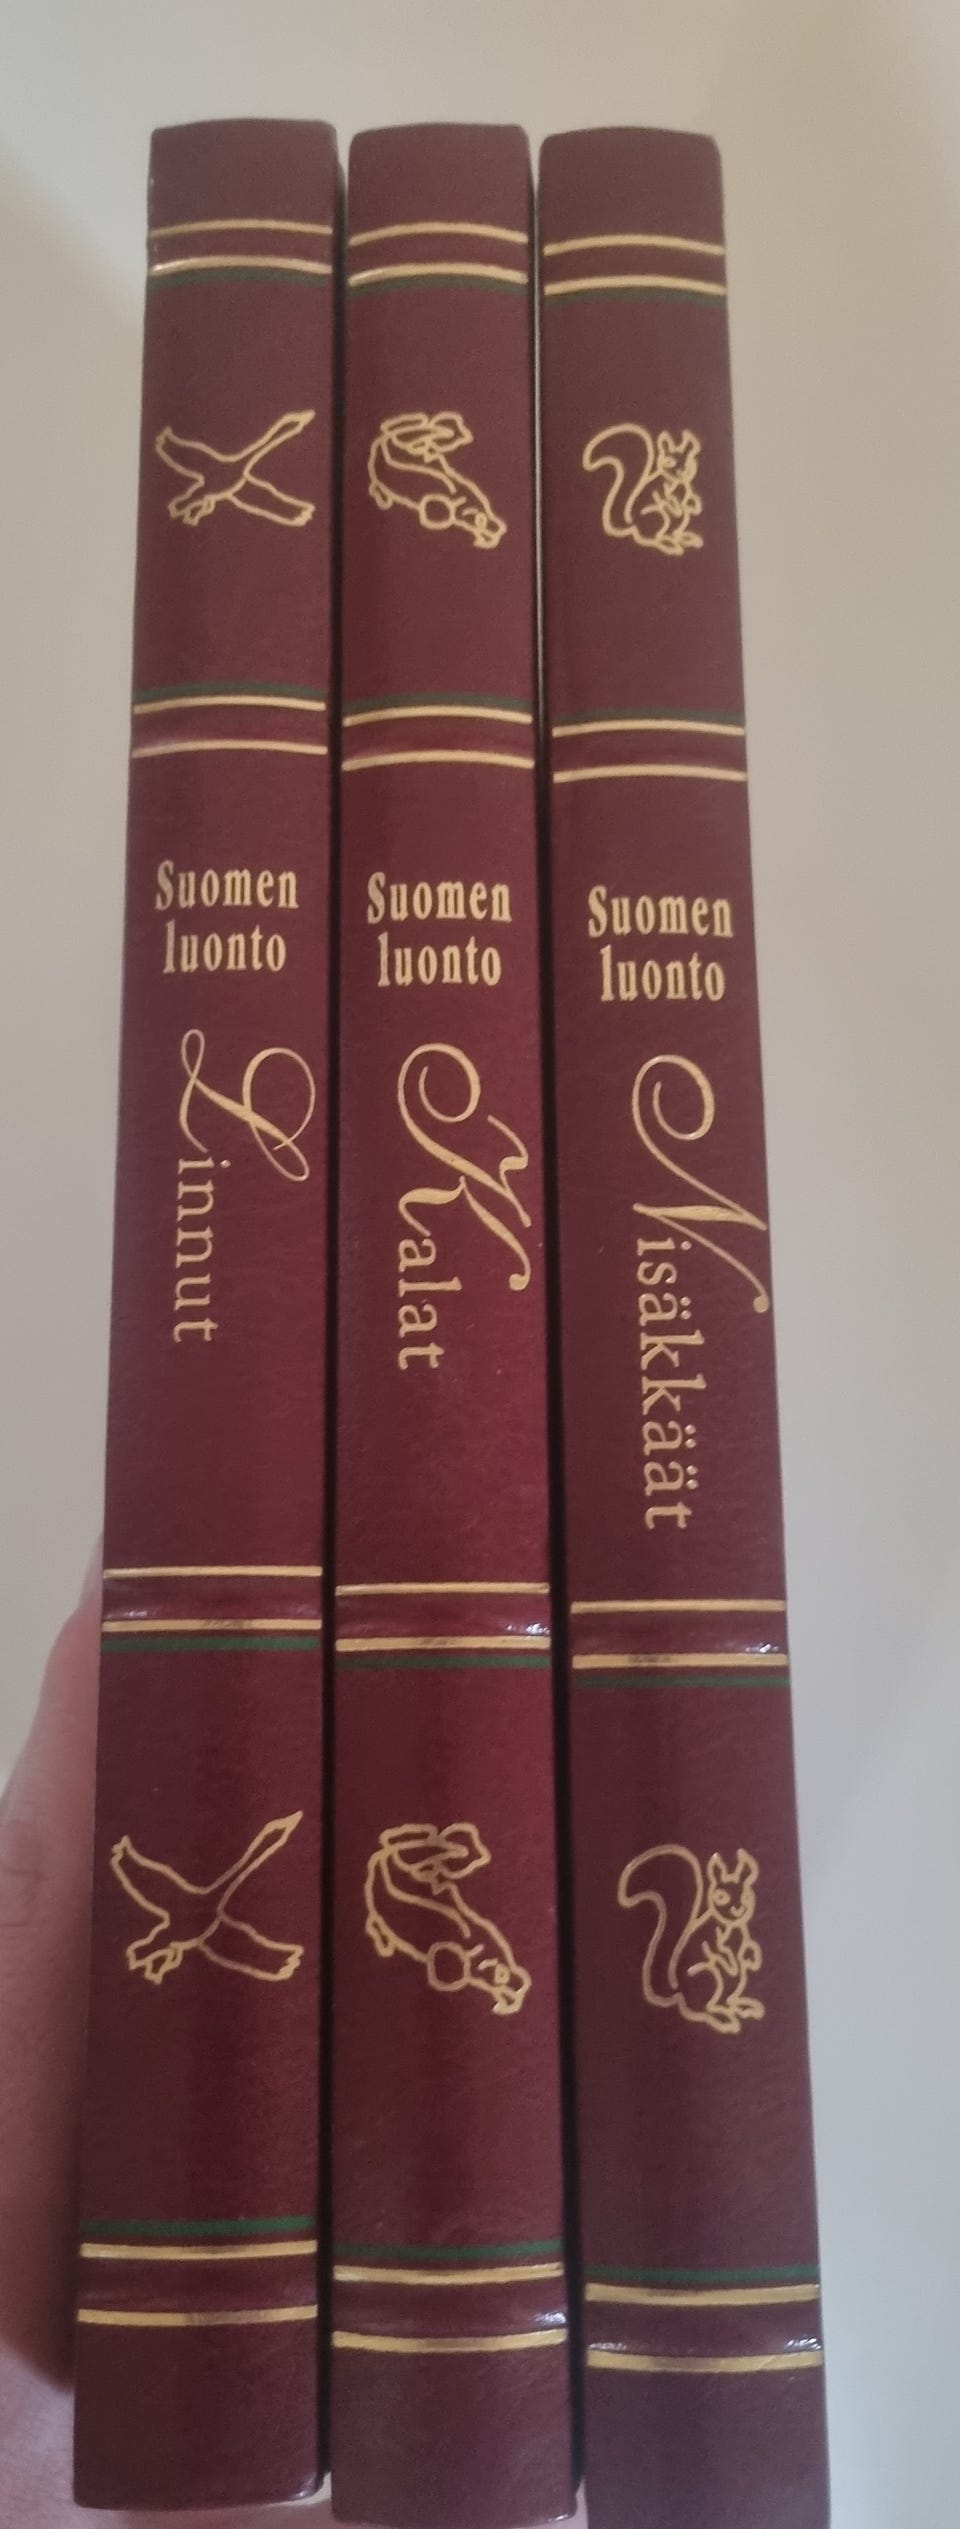 Suomen
luonto
Linnut
Suomen
luonto
Kalat
Suomen
luonto
Nisäkkäät